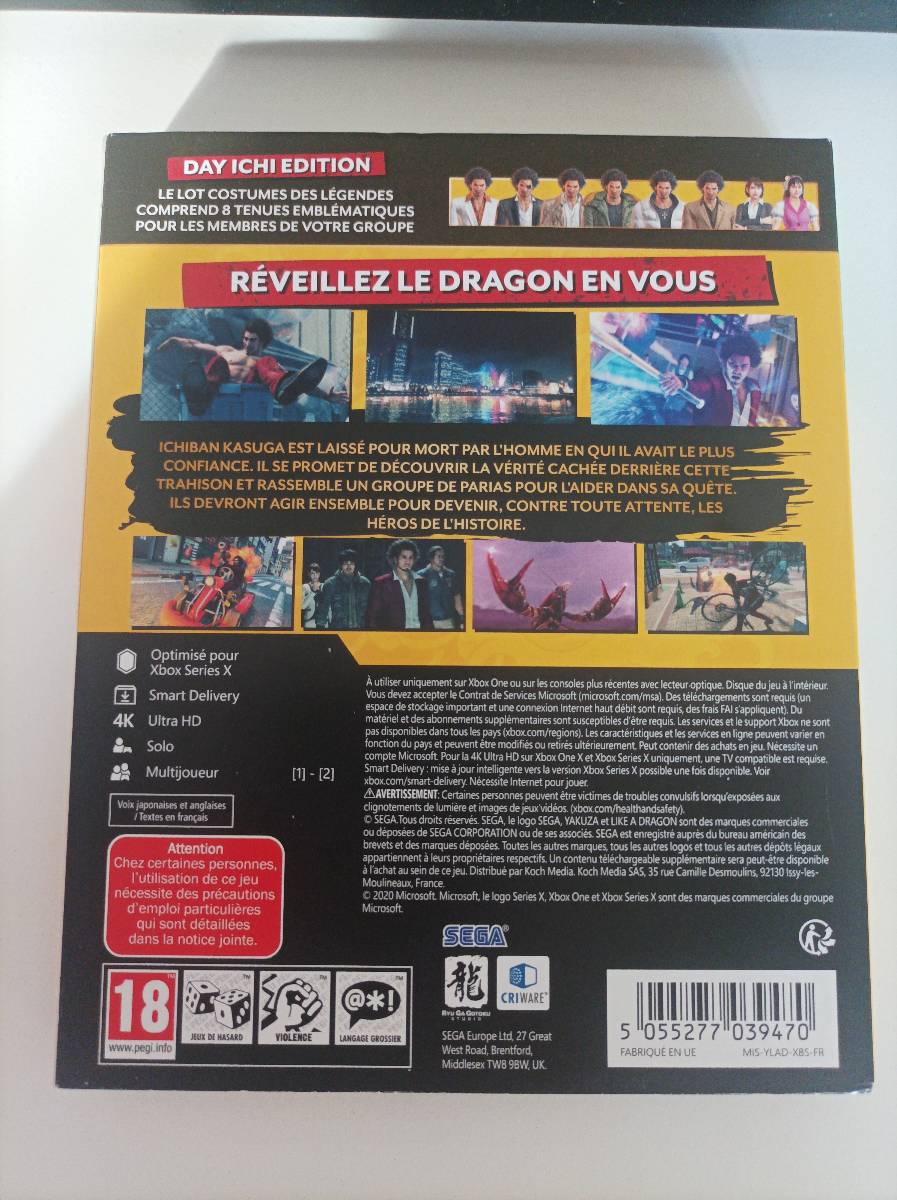 DAY ICHI EDITION
LE LOT COSTUMES DES LÉGENDES
COMPREND 8 TENUES EMBLÉMATIQUES
POUR LES MEMBRES DE VOTRE GROUPE
RÉVEILLEZ LE DRAGON EN VOUS
ICHIBAN KASUGA EST LAISSÉ POUR MORT PAR L'HOMME EN QUI IL AVAIT LE PLUS
CONFIANCE. IL SE PROMET DE DÉCOUVRIR LA VÉRITÉ CACHÉE DERRIÈRE CETTE
TRAHISON ET RASSEMBLE UN GROUPE DE PARIAS POUR L'AIDER DANS SA QUÊTE.
ILS DEVRONT AGIR ENSEMBLE POUR DEVENIR, CONTRE TOUTE ATTENTE, LES
HÉROS DE L'HISTOIRE.
Optimisé pour
Xbox Series X
Smart Delivery
4K Ultra HD
Solo
Multijoueur [1] - [2]
Voix japonaises et anglaises
/ Textes en français
Attention
Chez certaines personnes,
l'utilisation de ce jeu
nécessite des précautions
d'emploi particulières
qui sont détaillées
dans la notice jointe.
À utiliser uniquement sur Xbox One ou sur les consoles plus récentes avec lecteur optique. Disque du jeu à l'intérieur.
Vous devez accepter le Contrat de Services Microsoft (microsoft.com/msa). Des téléchargements sont requis (un
espace de stockage important et une connexion Internet haut débit sont requis, des frais FAI s'appliquent). Du
matériel et des abonnements supplémentaires sont susceptibles d'être requis. Les services et le support Xbox ne sont
pas disponibles dans tous les pays (xbox.com/regions). Les caractéristiques et les services en ligne peuvent varier en
fonction du pays et peuvent être modifiés ou retirés ultérieurement. Peut contenir des achats en jeu. Nécessite un
compte Microsoft. Pour la 4K Ultra HD sur Xbox One X et Xbox Series X uniquement, une TV compatible est requise.
Smart Delivery : mise à jour intelligente vers la version Xbox Series X possible une fois disponible. Voir
xbox.com/smart-delivery. Nécessite Internet pour jouer.
AVERTISSEMENT: Certaines personnes peuvent être victimes de troubles convulsifs lorsqu'exposées aux
clignotements de lumière et images de jeux vidéos (xbox.com/healthandsafety).
© SEGA. Tous droits réservés. SEGA, le logo SEGA, YAKUZA et LIKE A DRAGON sont des marques commerciales
ou déposées de SEGA CORPORATION ou de ses associés. SEGA est enregistré auprès du bureau américain des
brevets et des marques déposées. Toutes les autres marques, tous les autres logos et tous les autres dépôts légaux
appartiennent à leurs propriétaires respectifs. Un contenu téléchargeable supplémentaire sera peut-être disponible
à l'achat au sein de ce jeu. Distribué par Koch Media. Koch Media SAS, 35 rue Camille Desmoulins, 92130 Issy-les-
Moulineaux, France.
© 2020 Microsoft. Microsoft, le logo Series X, Xbox One et Xbox Series X sont des marques commerciales du groupe
Microsoft.
18
www.pegi.info
JEUX DE HASARD
VIOLENCE
@*!
LANGAGE GROSSIER
SEGA®
龍
RYU GA GOTOKU
STUDIO
CRIWARE™
SEGA Europe Ltd, 27 Great
West Road, Brentford,
Middlesex TW8 9BW, UK.
5 055277 039470
FABRIQUÉ EN UE MIS-YLAD-XBS-FR